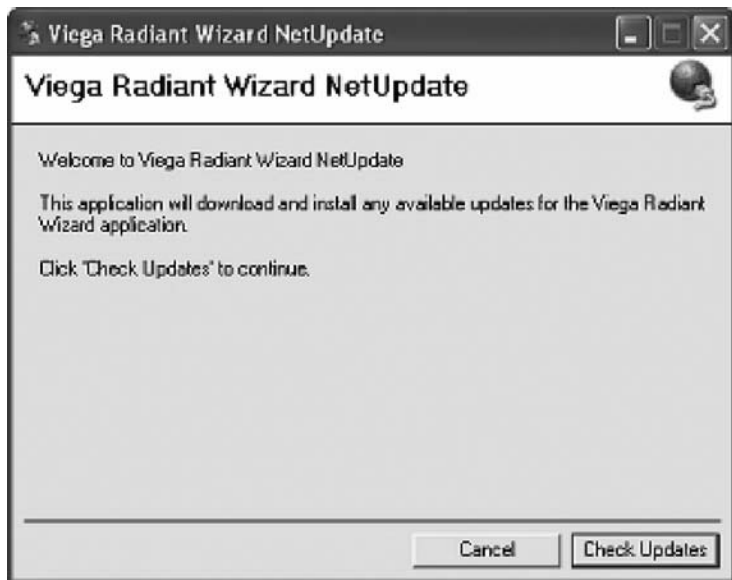 Viega Radiant Wizard NetUpdate
Viega Radiant Wizard NetUpdate
Welcome to Viega Radiant Wizard NetUpdate
This application will download and install any available updates for the Viega Radiant
Wizard application.
Click 'Check Updates' to continue.
Cancel
Check Updates